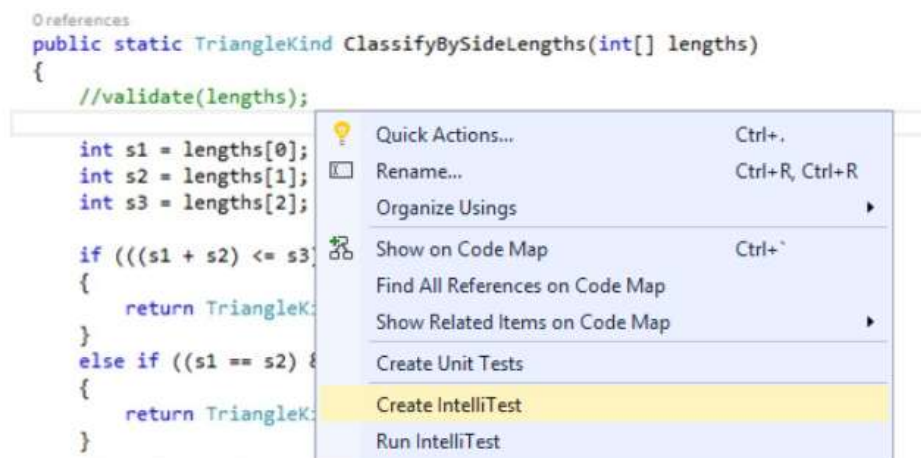 0 references
public static TriangleKind ClassifyBySideLengths(int[] lengths)
{
//validate(lengths);
Quick Actions... Ctrl+.
int s1 = lengths[0];
int s2 = lengths[1]; Rename... Ctrl+R, Ctrl+R
int s3 = lengths[2]; Organize Usings
if (((s1 + s2) <= s3) Show on Code Map Ctrl+`
{ Find All References on Code Map
return TriangleKi Show Related Items on Code Map
}
else if ((s1 == s2) & Create Unit Tests
{ Create IntelliTest
return TriangleKi
} Run IntelliTest